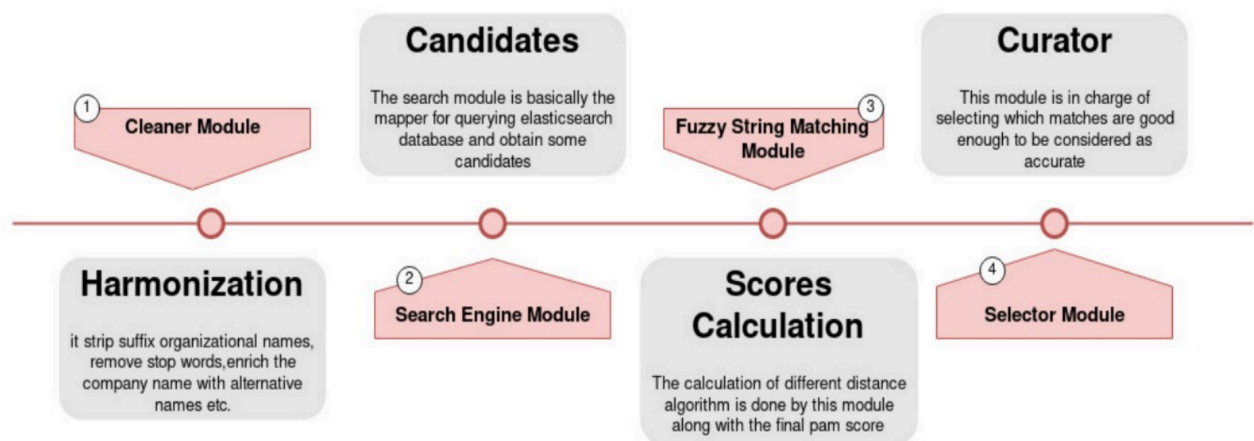 1
Cleaner Module
Harmonization
it strip suffix organizational names,
remove stop words,enrich the
company name with alternative
names etc.
Candidates
The search module is basically the
mapper for querying elasticsearch
database and obtain some
candidates
2
Search Engine Module
3
Fuzzy String Matching
Module
Scores
Calculation
The calculation of different distance
algorithm is done by this module
along with the final pam score
Curator
This module is in charge of
selecting which matches are good
enough to be considered as
accurate
4
Selector Module